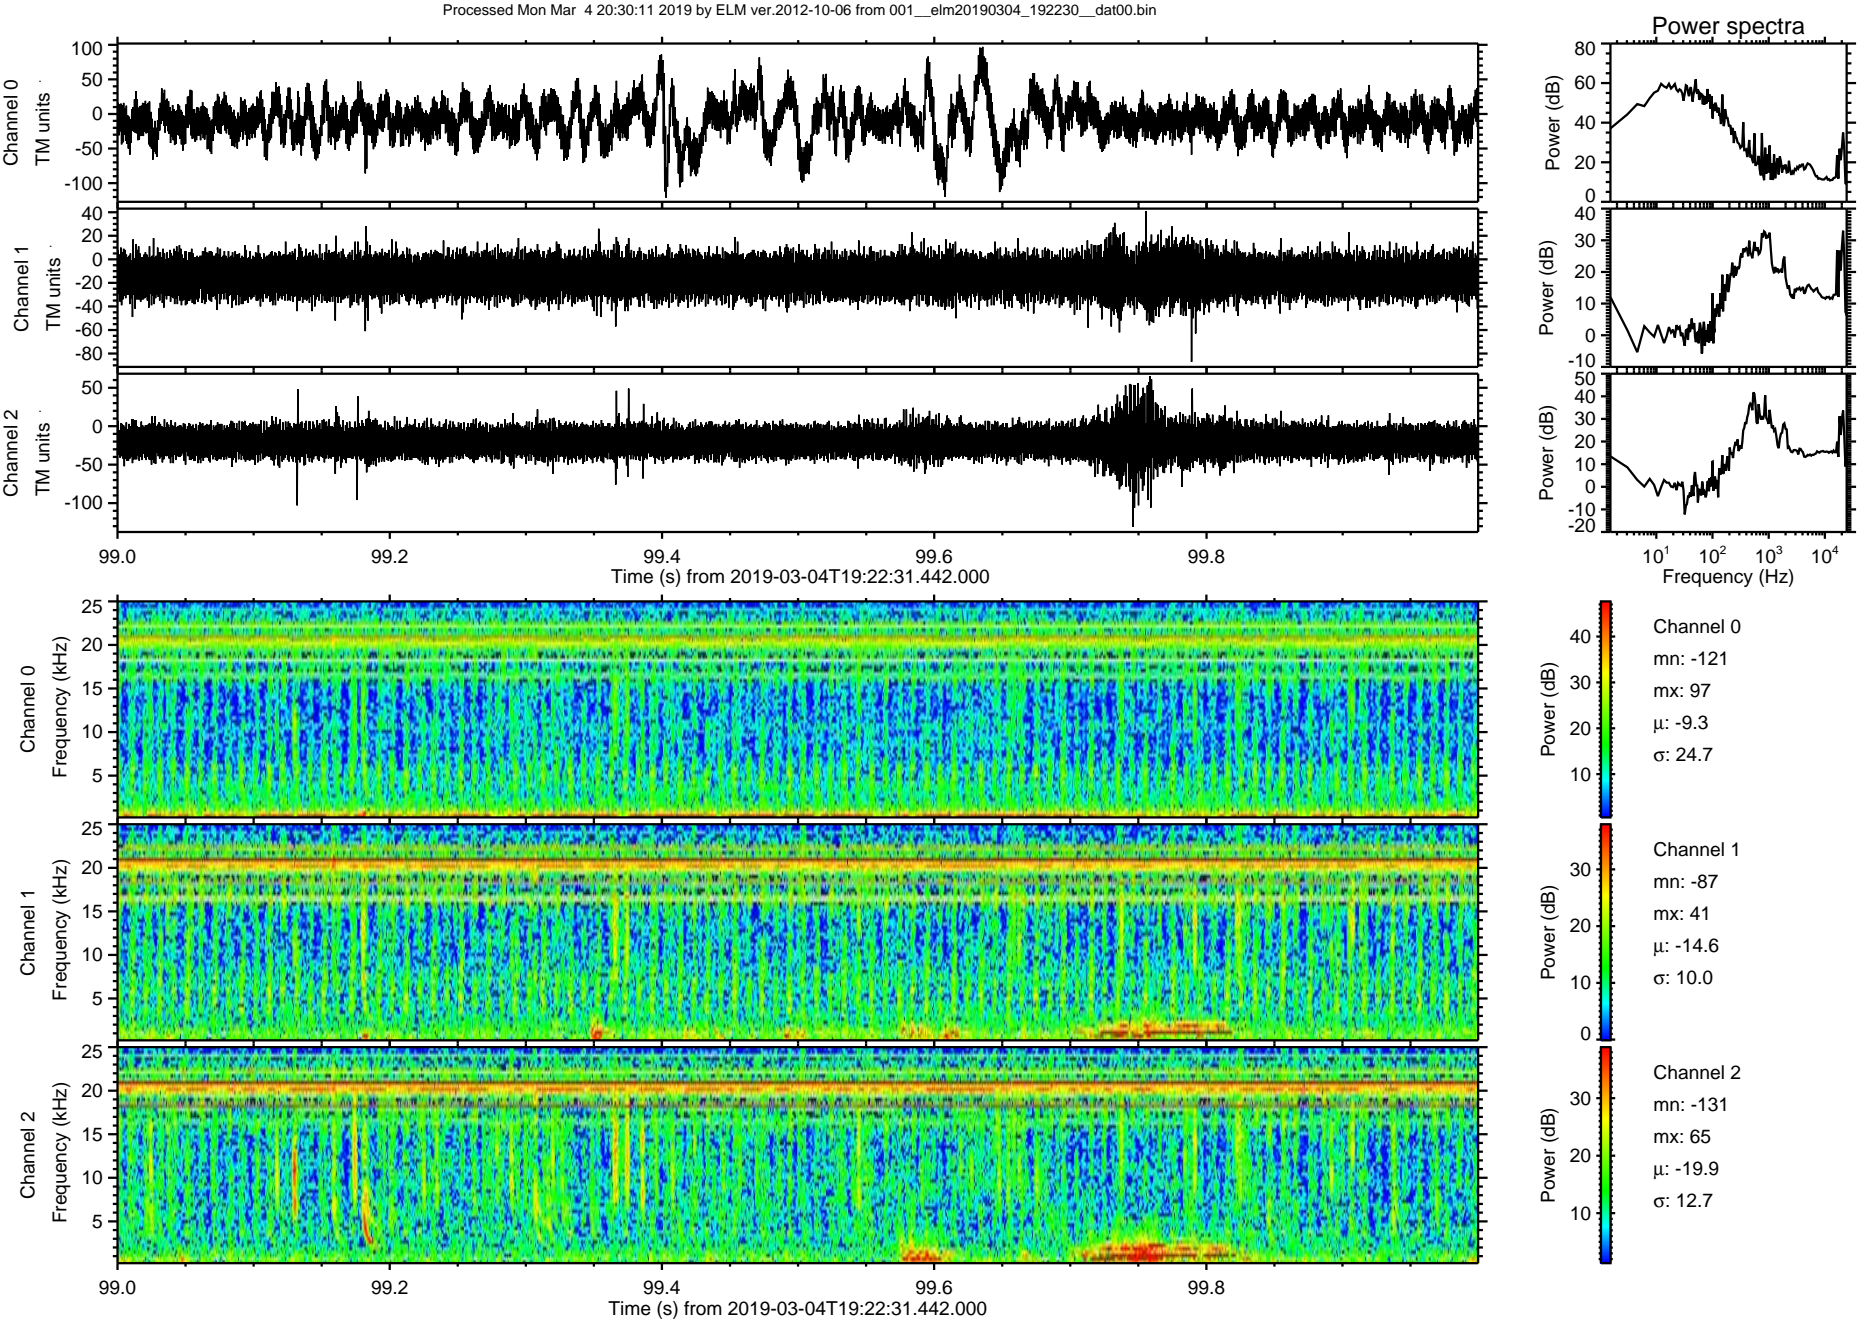 Processed Mon Mar  4 20:30:11 2019 by ELM ver.2012-10-06 from 001__elm20190304_192230__dat00.bin
Power spectra
Channel 0
TM units
100
50
0
-50
-100
Power (dB)
80
60
40
20
0
Channel 1
TM units
40
20
0
-20
-40
-60
-80
Power (dB)
40
30
20
10
0
-10
Channel 2
TM units
50
0
-50
-100
Power (dB)
50
40
30
20
10
0
-10
-20
99.0 99.2 99.4 99.6 99.8
Time (s) from 2019-03-04T19:22:31.442.000
10¹ 10² 10³ 10⁴
Frequency (Hz)
Channel 0
Frequency (kHz)
25
20
15
10
5
Power (dB)
40
30
20
10
Channel 0
mn: -121
mx: 97
µ: -9.3
σ: 24.7
Channel 1
Frequency (kHz)
25
20
15
10
5
Power (dB)
30
20
10
0
Channel 1
mn: -87
mx: 41
µ: -14.6
σ: 10.0
Channel 2
Frequency (kHz)
25
20
15
10
5
Power (dB)
30
20
10
Channel 2
mn: -131
mx: 65
µ: -19.9
σ: 12.7
99.0 99.2 99.4 99.6 99.8
Time (s) from 2019-03-04T19:22:31.442.000